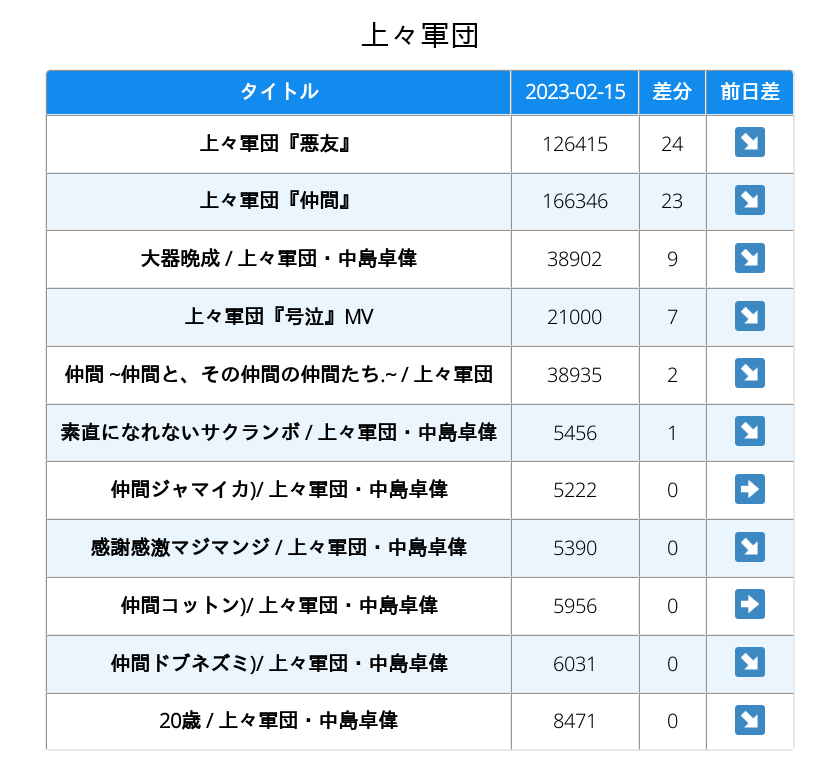 上々軍団
タイトル 2023-02-15 差分 前日差
上々軍団『悪友』 126415 24 ↘
上々軍団『仲間』 166346 23 ↘
大器晩成 / 上々軍団・中島卓偉 38902 9 ↘
上々軍団『号泣』MV 21000 7 ↘
仲間 ~仲間と、その仲間の仲間たち.~ / 上々軍団 38935 2 ↘
素直になれないサクランボ / 上々軍団・中島卓偉 5456 1 ↘
仲間ジャマイカ)/ 上々軍団・中島卓偉 5222 0 ➡
感謝感激マジマンジ / 上々軍団・中島卓偉 5390 0 ↘
仲間コットン)/ 上々軍団・中島卓偉 5956 0 ➡
仲間ドブネズミ)/ 上々軍団・中島卓偉 6031 0 ↘
20歳 / 上々軍団・中島卓偉 8471 0 ↘